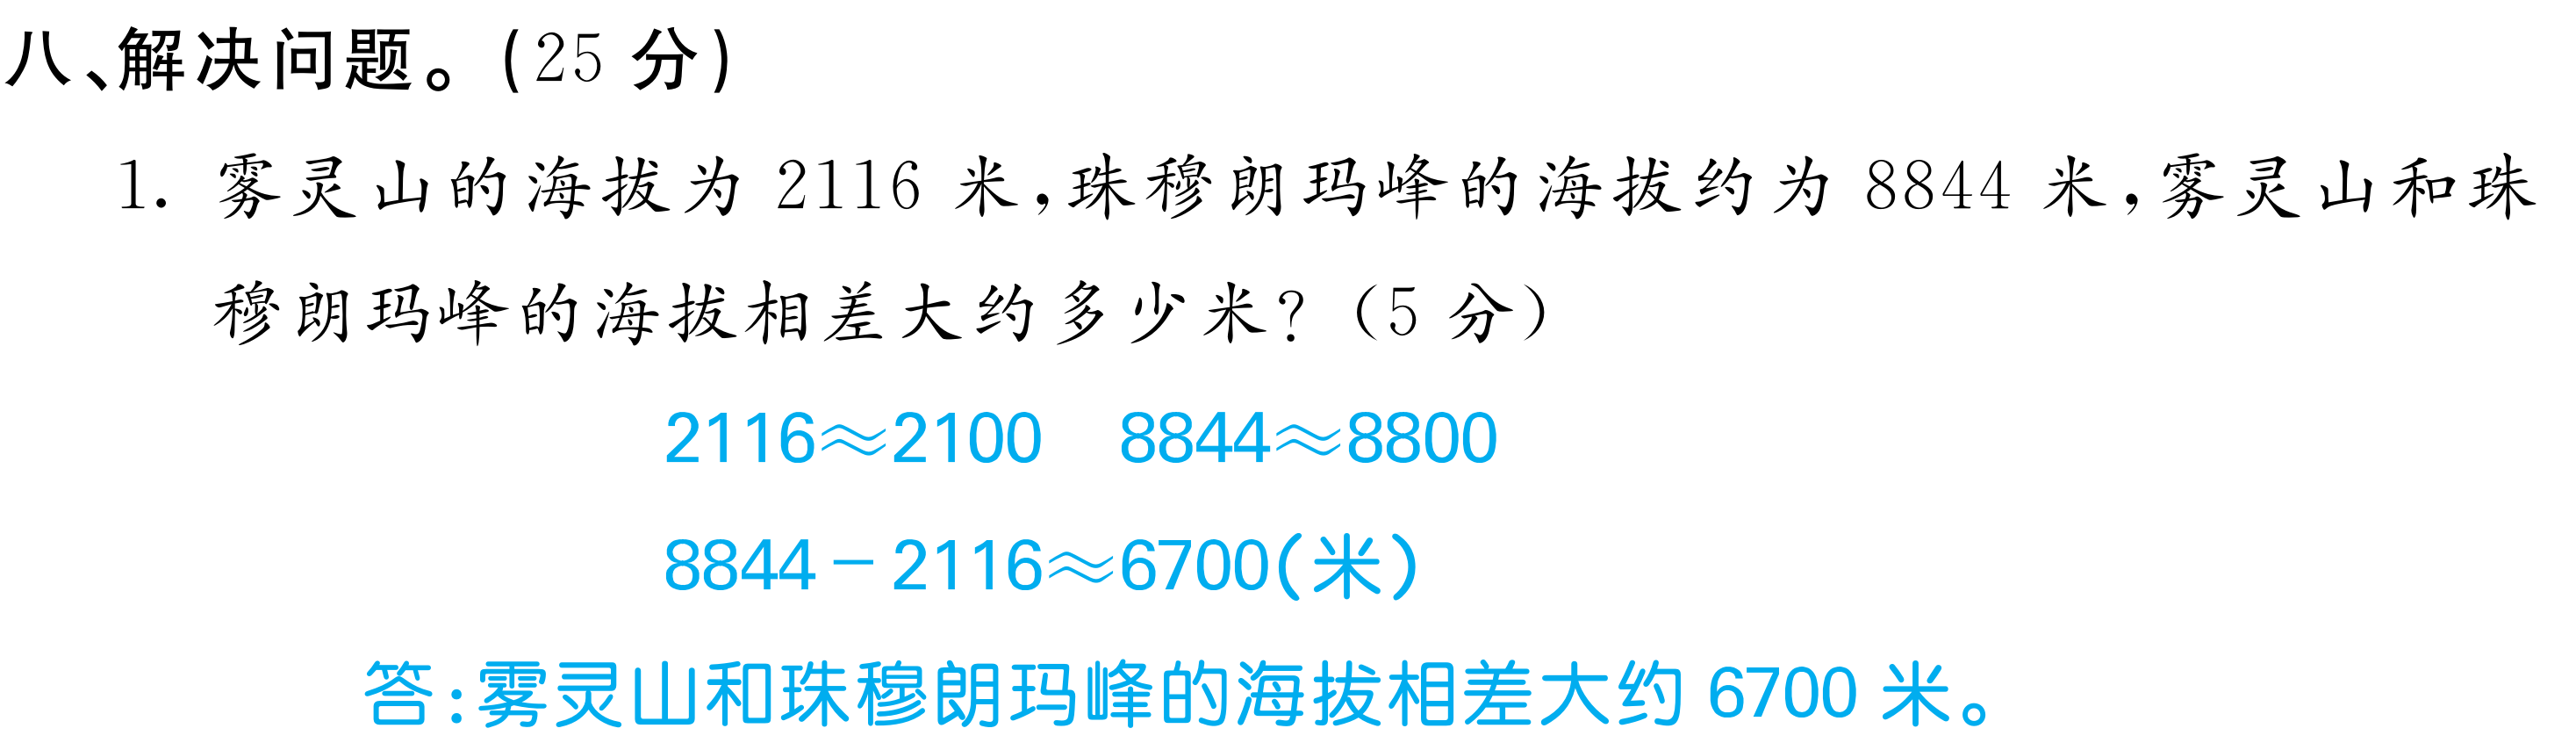 八、解决问题。(25 分)
1. 雾灵山的海拔为 2116 米,珠穆朗玛峰的海拔约为 8844 米,雾灵山和珠
穆朗玛峰的海拔相差大约多少米?(5 分)
2116≈2100 8844≈8800
8844－2116≈6700(米)
答:雾灵山和珠穆朗玛峰的海拔相差大约 6700 米。